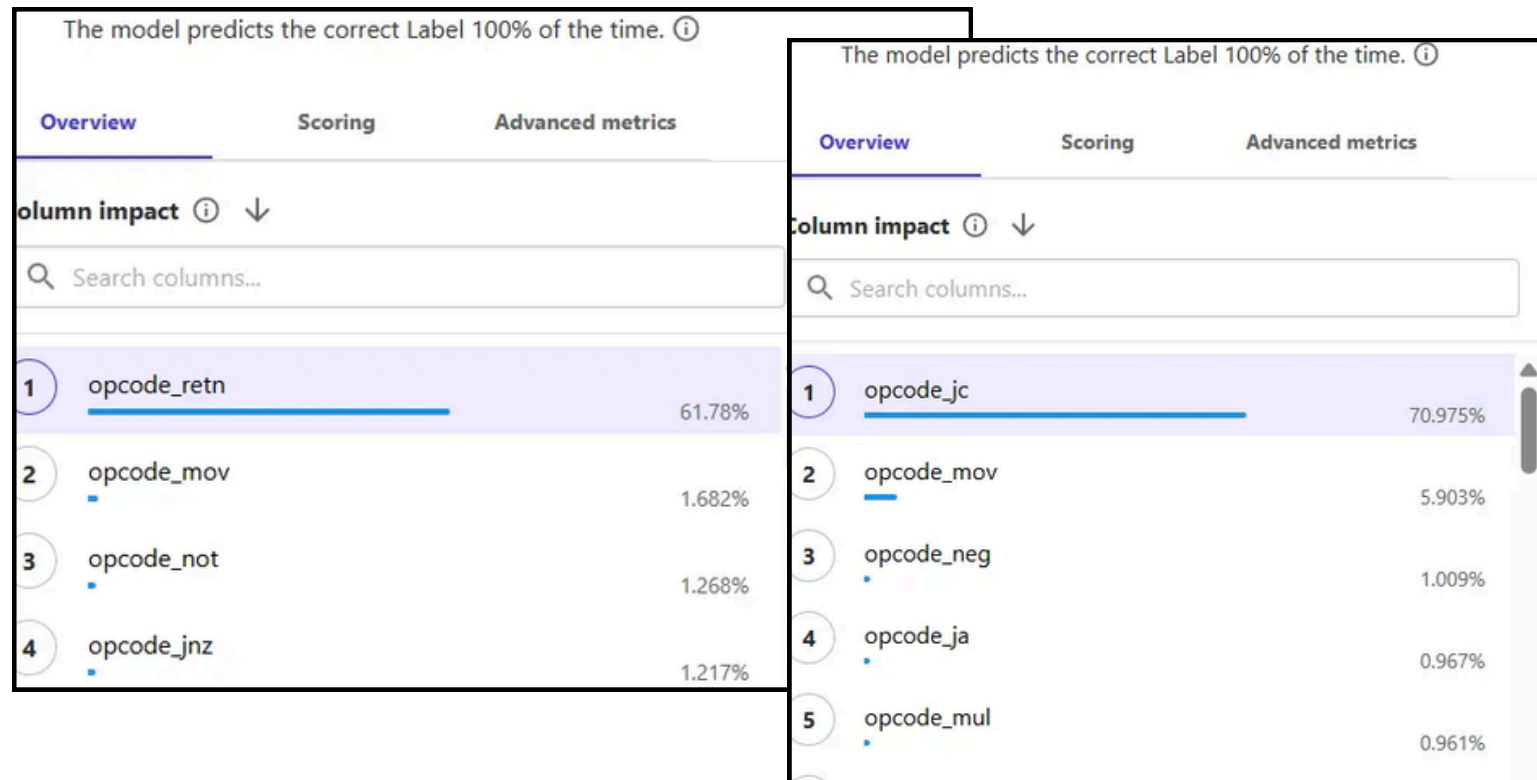 The model predicts the correct Label 100% of the time.
Overview Scoring Advanced metrics
olumn impact
Search columns...
1 opcode_retn
61.78%
2 opcode_mov
1.682%
3 opcode_not
1.268%
4 opcode_jnz
1.217%
The model predicts the correct Label 100% of the time.
Overview Scoring Advanced metrics
Column impact
Search columns...
1 opcode_jc
70.975%
2 opcode_mov
5.903%
3 opcode_neg
1.009%
4 opcode_ja
0.967%
5 opcode_mul
0.961%